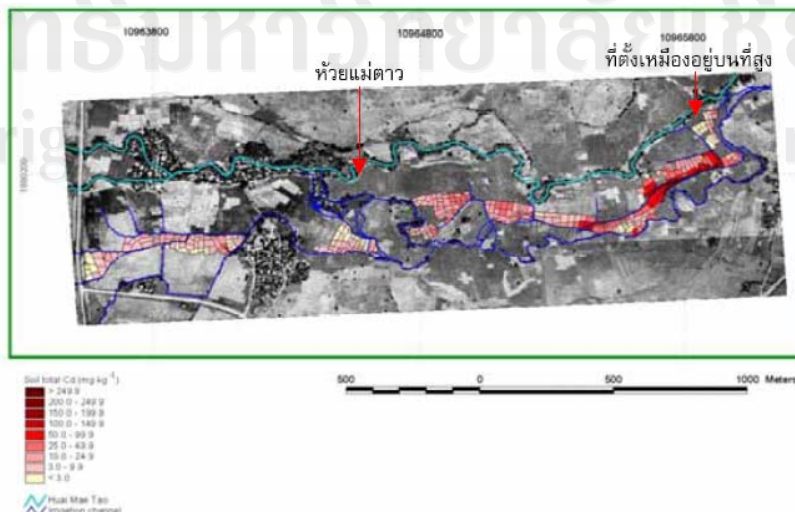 10963800
10964800
10965800
ห้วยแม่ตาว
ที่ตั้งเหมืองอยู่บนที่สูง
Soil total Cd (mg kg⁻¹)
> 249.9
200.0 - 249.9
150.0 - 199.9
100.0 - 149.9
50.0 - 99.9
25.0 - 49.9
10.0 - 24.9
3.0 - 9.9
< 3.0
Huai Mae Tao
Irrigation channel
500 0 500 1000 Meters